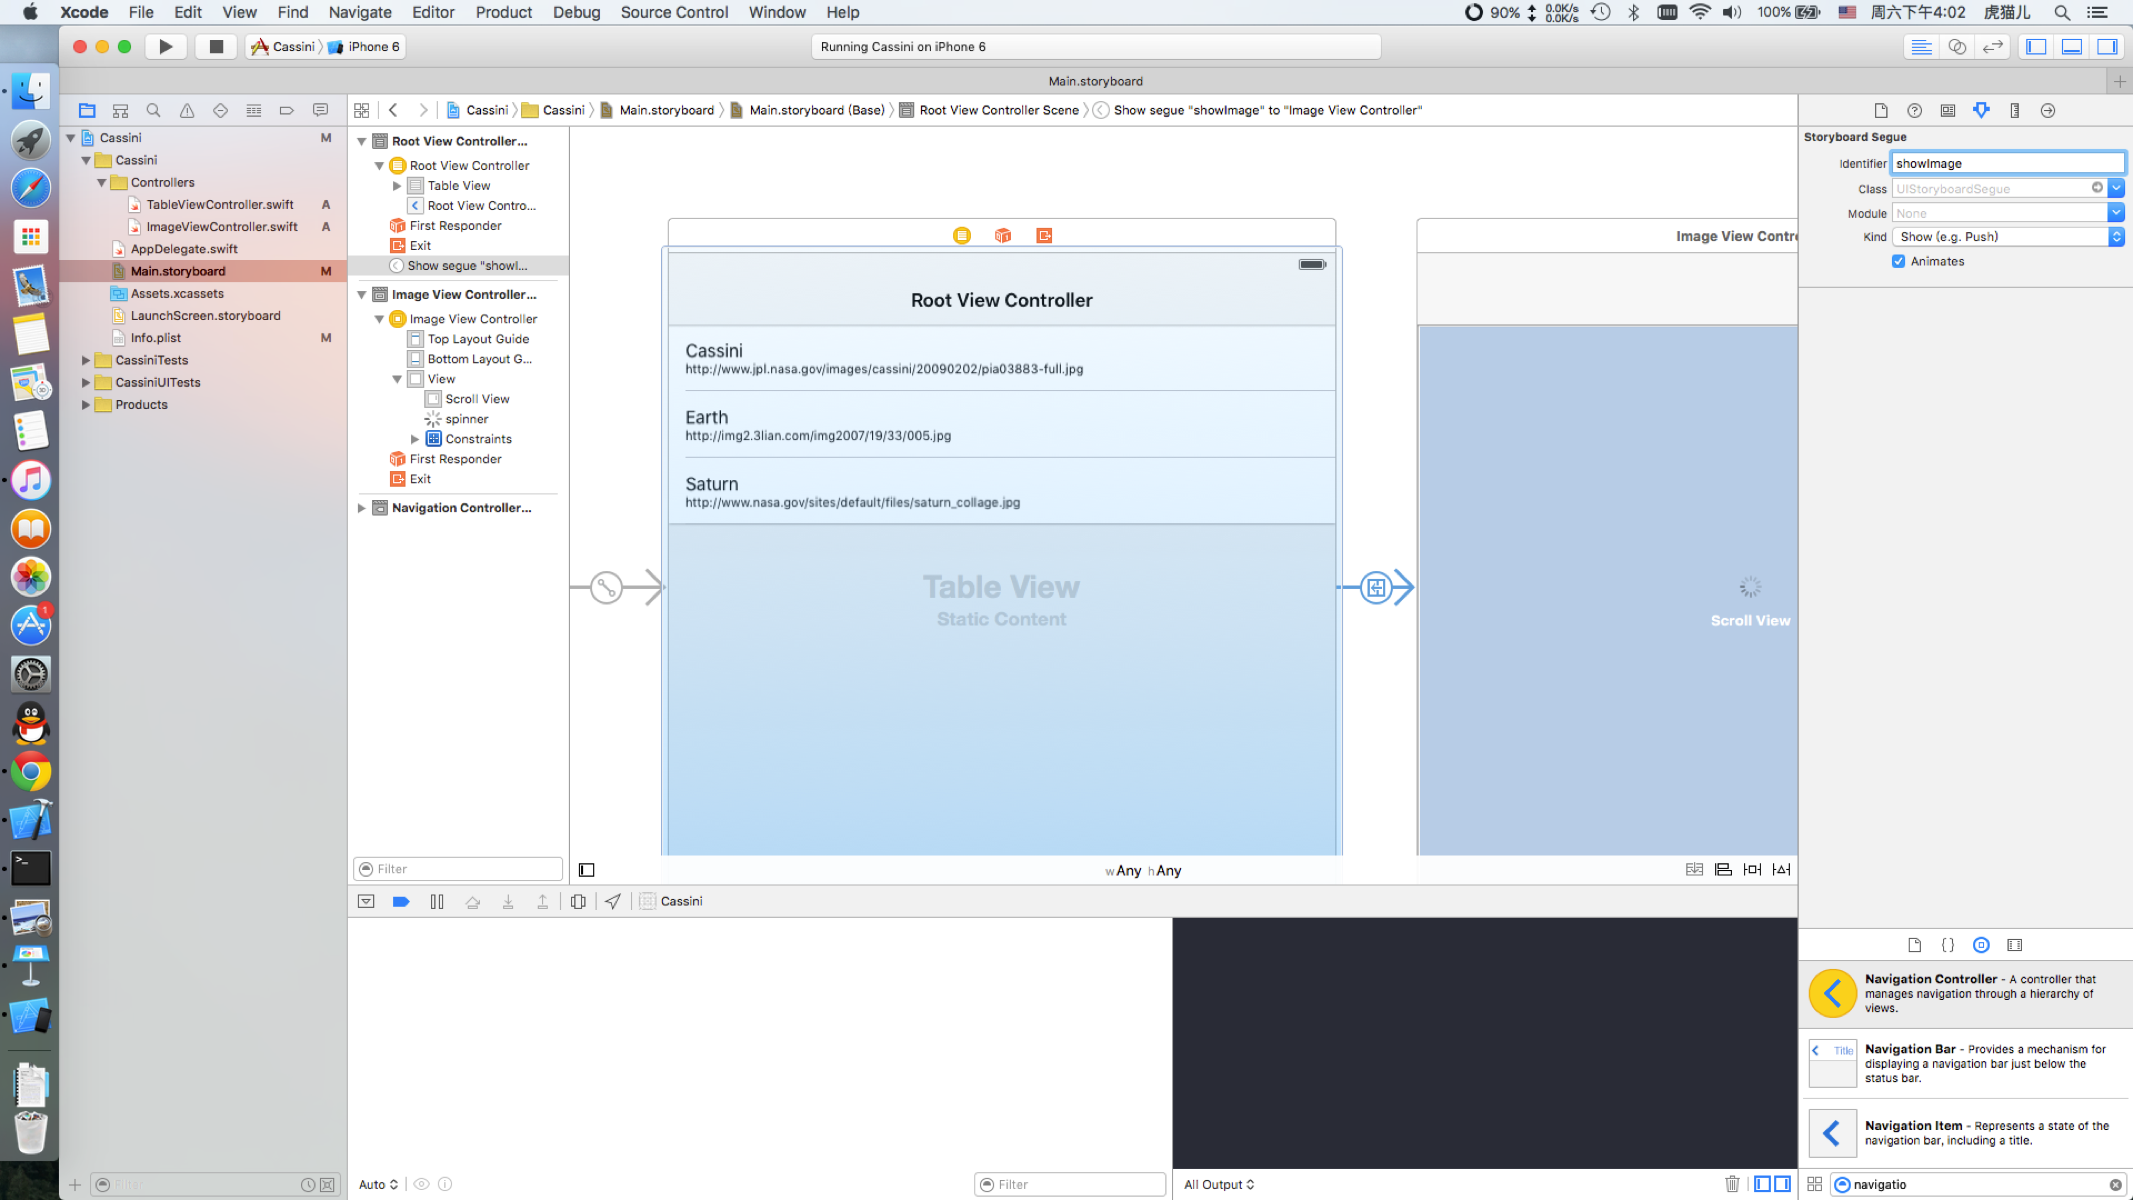 Xcode File Edit View Find Navigate Editor Product Debug Source Control Window Help
90% 0.0K/s 0.0K/s 100% 周六下午4:02 虎猫儿
Cassini iPhone 6
Running Cassini on iPhone 6
Main.storyboard
Cassini Cassini Main.storyboard Main.storyboard (Base) Root View Controller Scene Show segue "showImage" to "Image View Controller"
Cassini M
Cassini
Controllers
TableViewController.swift A
ImageViewController.swift A
AppDelegate.swift
Main.storyboard M
Assets.xcassets
LaunchScreen.storyboard
Info.plist M
CassiniTests
CassiniUITests
Products
Filter
Root View Controller...
Root View Controller
Table View
Root View Contro...
First Responder
Exit
Show segue "showI...
Image View Controller...
Image View Controller
Top Layout Guide
Bottom Layout G...
View
Scroll View
spinner
Constraints
First Responder
Exit
Navigation Controller...
Filter
Root View Controller
Cassini
http://www.jpl.nasa.gov/images/cassini/20090202/pia03883-full.jpg
Earth
http://img2.3lian.com/img2007/19/33/005.jpg
Saturn
http://www.nasa.gov/sites/default/files/saturn_collage.jpg
Table View
Static Content
Image View Contro
Scroll View
wAny hAny
Cassini
Auto
Filter
All Output
Storyboard Segue
Identifier showImage
Class UIStoryboardSegue
Module None
Kind Show (e.g. Push)
Animates
Navigation Controller - A controller that
manages navigation through a hierarchy of
views.
Title
Navigation Bar - Provides a mechanism for
displaying a navigation bar just below the
status bar.
Navigation Item - Represents a state of the
navigation bar, including a title.
navigatio
1